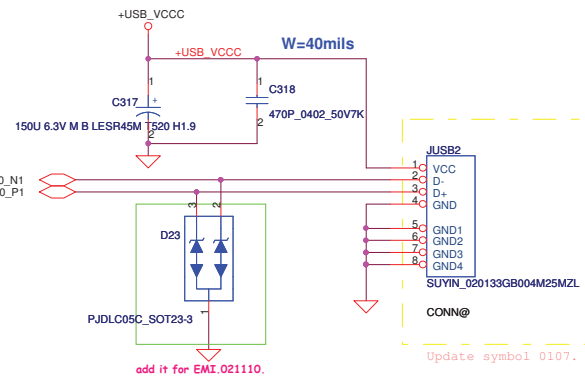 +USB_VCCC
W=40mils
+USB_VCCC
1
1
C317
+
C318
150U 6.3V M B LESR45M T520 H1.9
2
470P_0402_50V7K
2
JUSB2
1 VCC
0_N1
2 D-
0_P1
3 D+
4 GND
3
2
5 GND1
D23
6 GND2
7 GND3
8 GND4
SUYIN_020133GB004M25MZL
1
CONN@
PJDLC05C_SOT23-3
Update symbol 0107.
add it for EMI.021110.